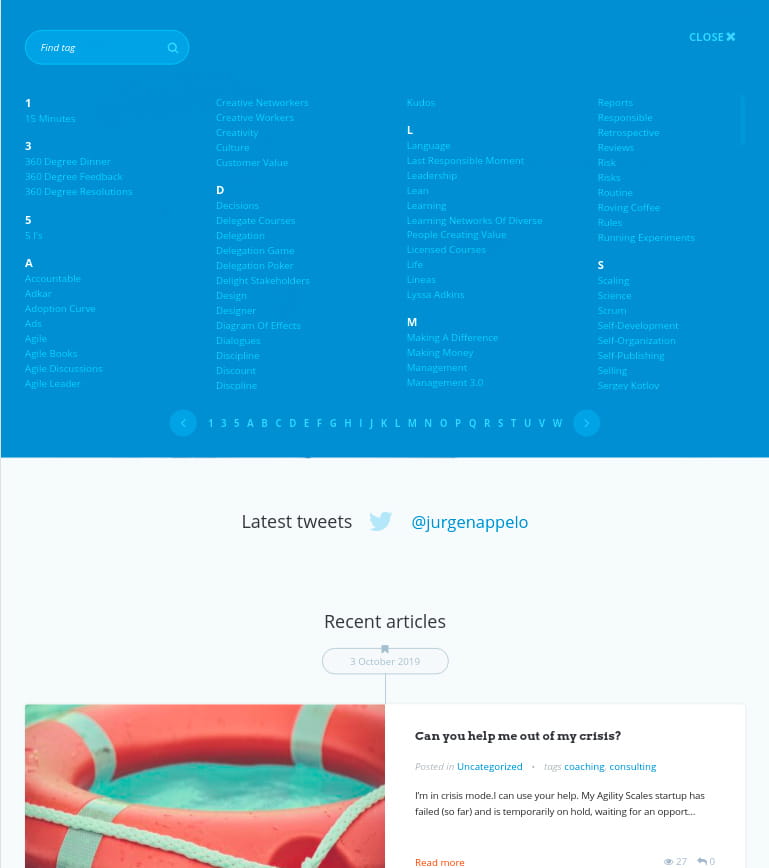 Find tag
CLOSE
1
15 Minutes
3
360 Degree Dinner
360 Degree Feedback
360 Degree Resolutions
5
5 I's
A
Accountable
Adkar
Adoption Curve
Ads
Agile
Agile Books
Agile Discussions
Agile Leader
Creative Networkers
Creative Workers
Creativity
Culture
Customer Value
D
Decisions
Delegate Courses
Delegation
Delegation Game
Delegation Poker
Delight Stakeholders
Design
Designer
Diagram Of Effects
Dialogues
Discipline
Discount
Discpline
Kudos
L
Language
Last Responsible Moment
Leadership
Lean
Learning
Learning Networks Of Diverse
People Creating Value
Licensed Courses
Life
Lineas
Lyssa Adkins
M
Making A Difference
Making Money
Management
Management 3.0
Reports
Responsible
Retrospective
Reviews
Risk
Risks
Routine
Roving Coffee
Rules
Running Experiments
S
Scaling
Science
Scrum
Self-Development
Self-Organization
Self-Publishing
Selling
Sergey Kotlov
1 3 5 A B C D E F G H I J K L M N O P Q R S T U V W
Latest tweets @jurgenappelo
Recent articles
3 October 2019
Can you help me out of my crisis?
Posted in Uncategorized • tags coaching, consulting
I'm in crisis mode.I can use your help. My Agility Scales startup has
failed (so far) and is temporarily on hold, waiting for an opport...
Read more 27 0